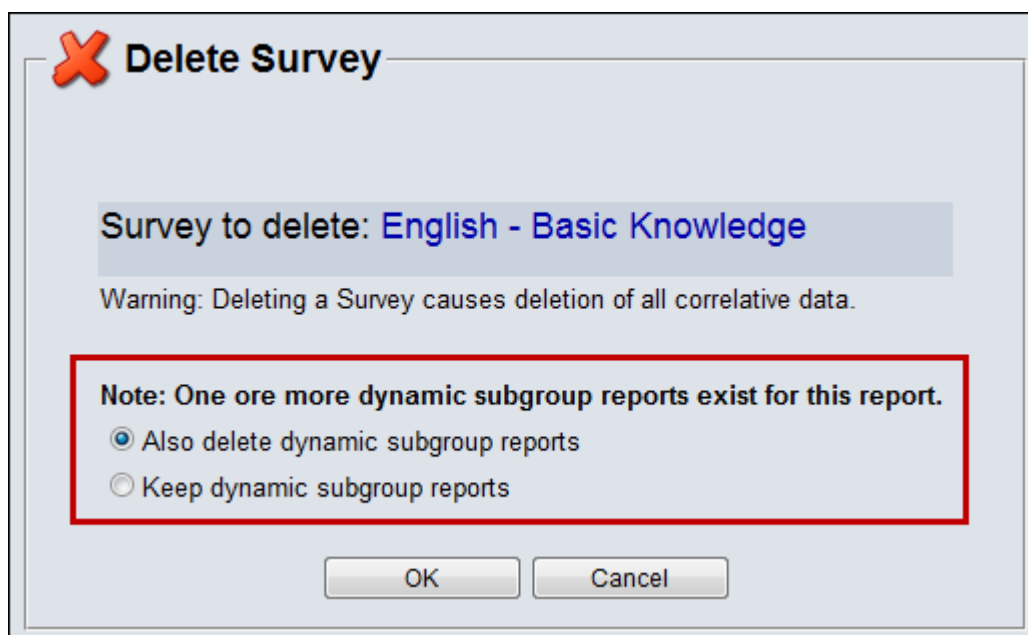 Delete Survey
Survey to delete: English - Basic Knowledge
Warning: Deleting a Survey causes deletion of all correlative data.
Note: One ore more dynamic subgroup reports exist for this report.
Also delete dynamic subgroup reports
Keep dynamic subgroup reports
OK
Cancel